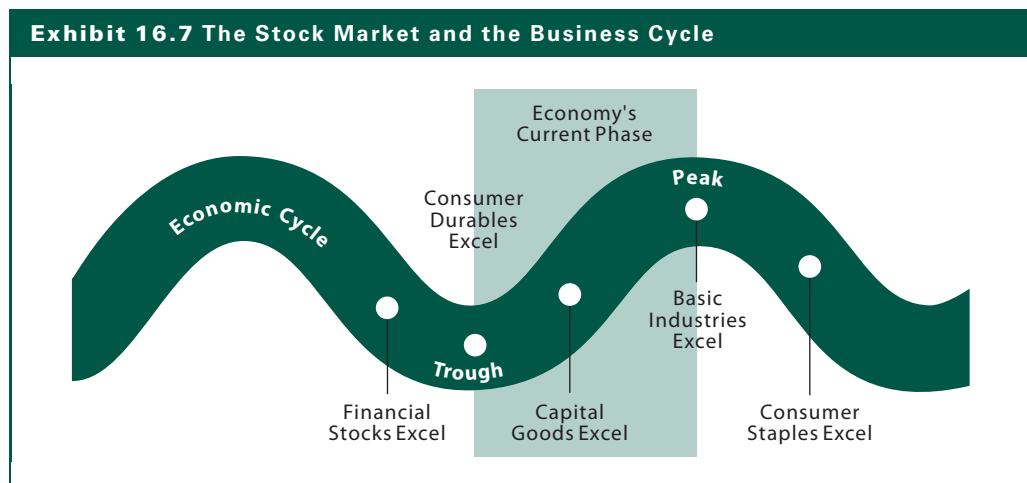 Exhibit 16.7 The Stock Market and the Business Cycle
Economy's
Current Phase
Economic Cycle
Consumer
Durables
Excel
Peak
Trough
Basic
Industries
Excel
Financial
Stocks Excel
Capital
Goods Excel
Consumer
Staples Excel